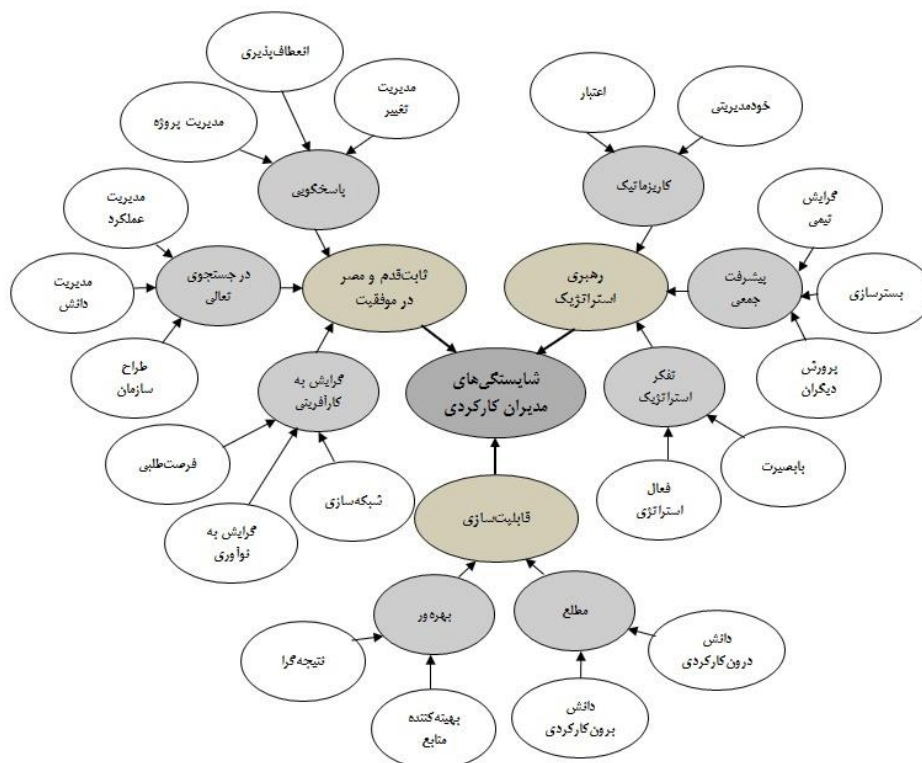 انعطاف‌پذیری
مدیریت
تغییر
مدیریت پروژه
پاسخگویی
اعتبار
خودمدیریتی
کاریزماتیک
مدیریت
عملکرد
مدیریت
دانش
در جستجوی
تعالی
طراح
سازمان
ثابت‌قدم و مصر
در موفقیت
رهبری
استراتژیک
پیشرفت
جمعی
گرایش
تیمی
بسترسازی
پرورش
دیگران
گرایش به
کارآفرینی
شایستگی‌های
مدیران کارکردی
تفکر
استراتژیک
فرصت‌طلبی
گرایش به
نوآوری
شبکه‌سازی
قابلیت‌سازی
فعال
استراتژی
بابصیرت
بهره‌ور
مطلع
نتیجه‌گرا
بهینه‌کننده
منابع
دانش
برون‌کارکردی
دانش
درون‌کارکردی